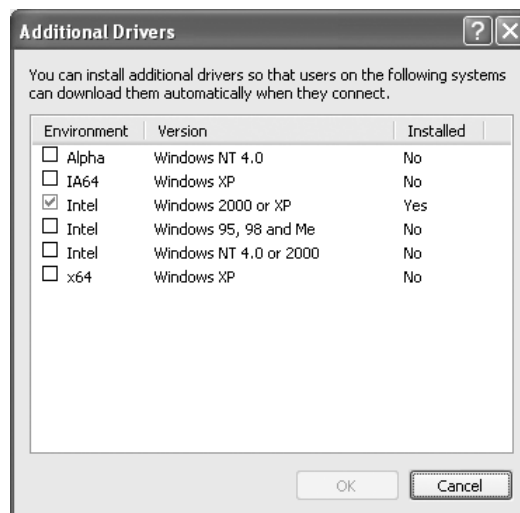 Additional Drivers
You can install additional drivers so that users on the following systems
can download them automatically when they connect.
Environment Version Installed
Alpha Windows NT 4.0 No
IA64 Windows XP No
Intel Windows 2000 or XP Yes
Intel Windows 95, 98 and Me No
Intel Windows NT 4.0 or 2000 No
x64 Windows XP No
OK Cancel